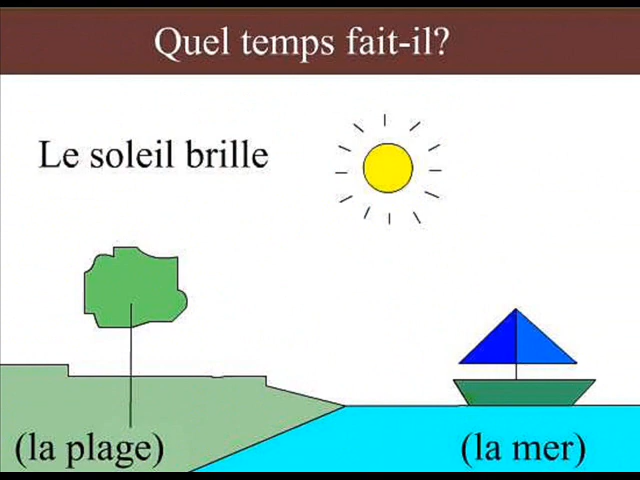 Quel temps fait-il?
Le soleil brille
(la plage)
(la mer)